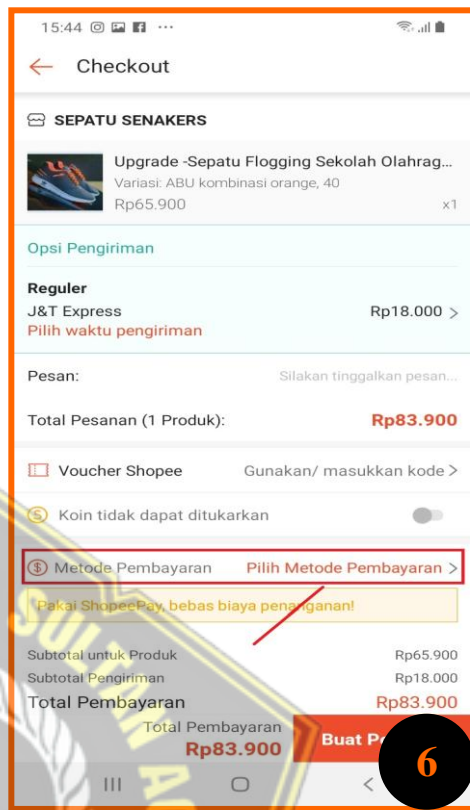 15:44
Checkout
SEPATU SENAKERS
Upgrade -Sepatu Flogging Sekolah Olahrag...
Variasi: ABU kombinasi orange, 40
Rp65.900 x1
Opsi Pengiriman
Reguler
J&T Express Rp18.000 >
Pilih waktu pengiriman
Pesan: Silakan tinggalkan pesan...
Total Pesanan (1 Produk): Rp83.900
Voucher Shopee Gunakan/ masukkan kode >
Koin tidak dapat ditukarkan
Metode Pembayaran Pilih Metode Pembayaran >
Pakai ShopeePay, bebas biaya penanganan!
Subtotal untuk Produk Rp65.900
Subtotal Pengiriman Rp18.000
Total Pembayaran Rp83.900
Total Pembayaran
Rp83.900
Buat Pe
6
SULTAN